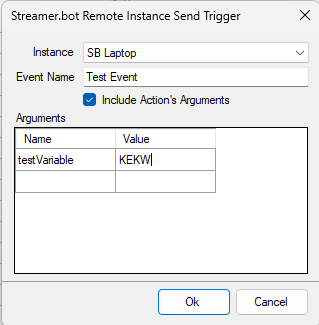 Streamer.bot Remote Instance Send Trigger
Instance SB Laptop
Event Name Test Event
Include Action's Arguments
Arguments
Name Value
testVariable KEKW
Ok Cancel